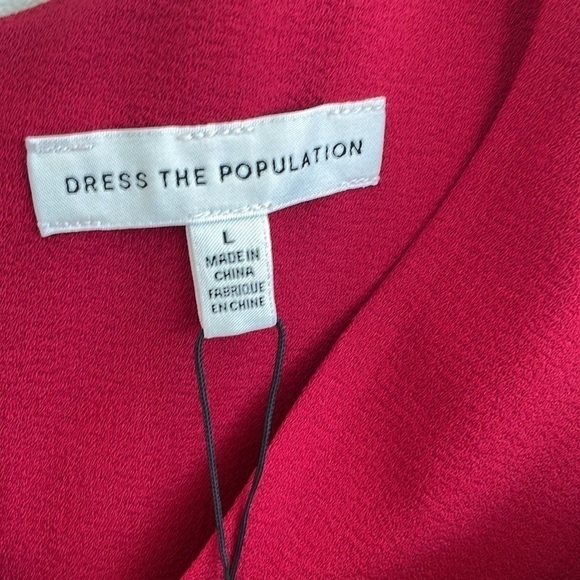 DRESS THE POPULATION
L
MADE IN
CHINA
FABRIQUE
EN CHINE